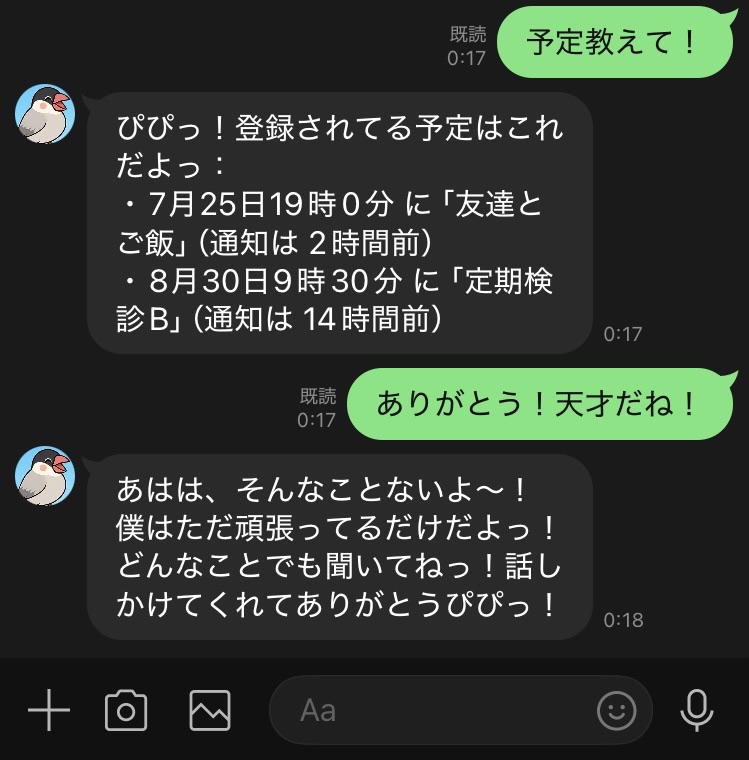 既読
0:17
予定教えて！
ぴぴっ！登録されてる予定はこれ
だよっ：
・7月25日19時0分 に「友達と
ご飯」（通知は 2時間前）
・8月30日9時30分 に「定期検
診B」（通知は 14時間前）
0:17
既読
0:17
ありがとう！天才だね！
あはは、そんなことないよ〜！
僕はただ頑張ってるだけだよっ！
どんなことでも聞いてねっ！話し
かけてくれてありがとうぴぴっ！
0:18
Aa